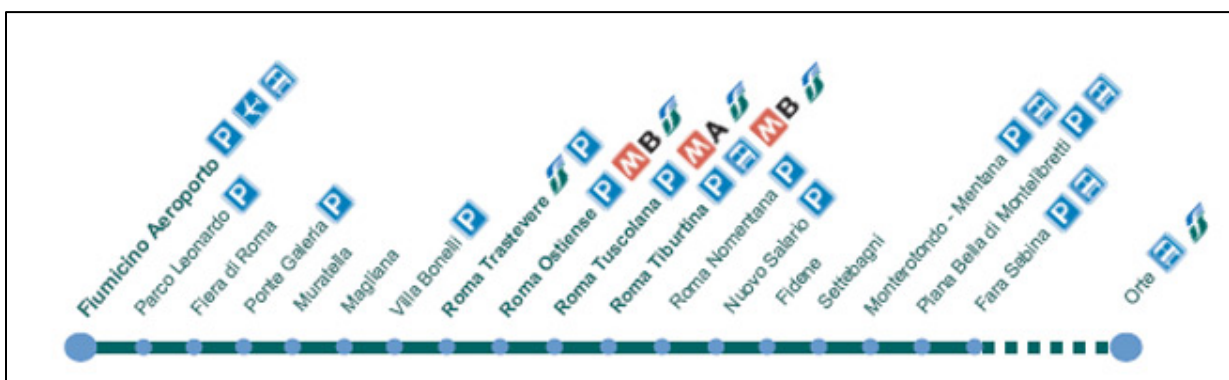 Fiumicino Aeroporto P
Parco Leonardo P
Fiera di Roma
Ponte Galeria P
Muratella
Magliana
Villa Bonelli P
Roma Trastevere P
Roma Ostiense P M B
Roma Tuscolana P M A
Roma Tiburtina P M B
Roma Nomentana P
Nuovo Salario P
Fidene
Settebagni
Monterotondo - Mentana P
Piana Bella di Montelibretti P
Fara Sabina P
Orte